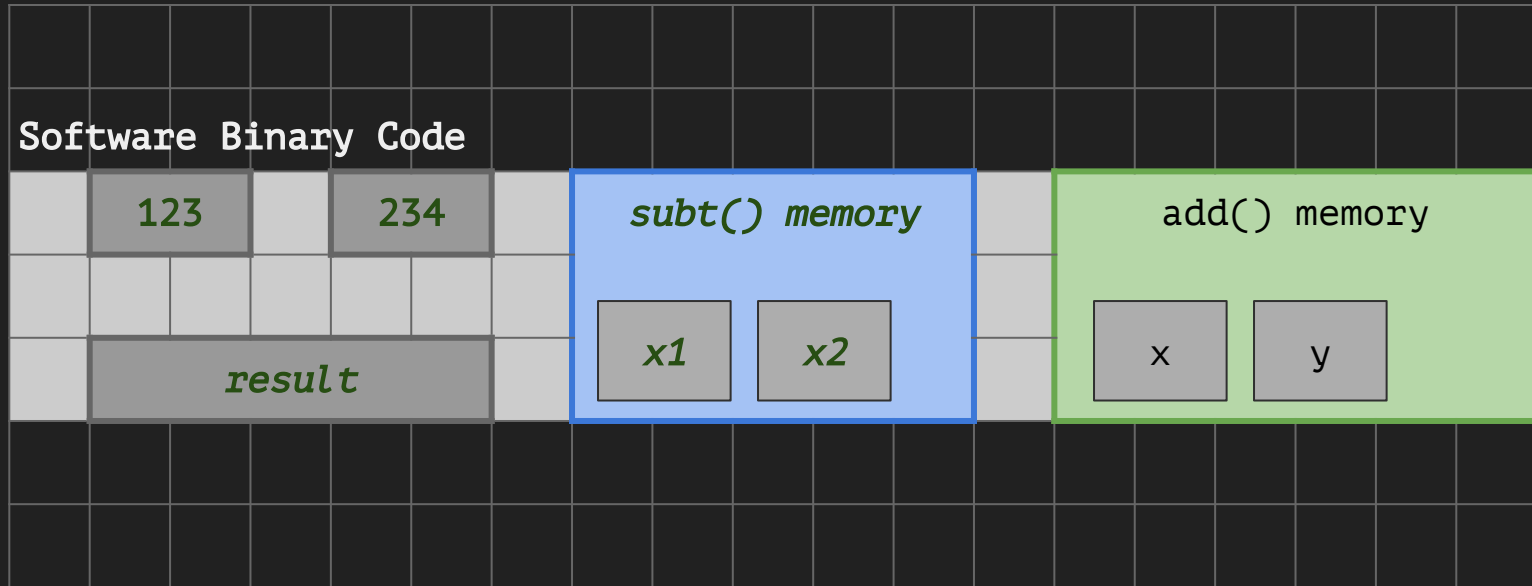 Software Binary Code
123
234
subt() memory
add() memory
x1
x2
x
y
result